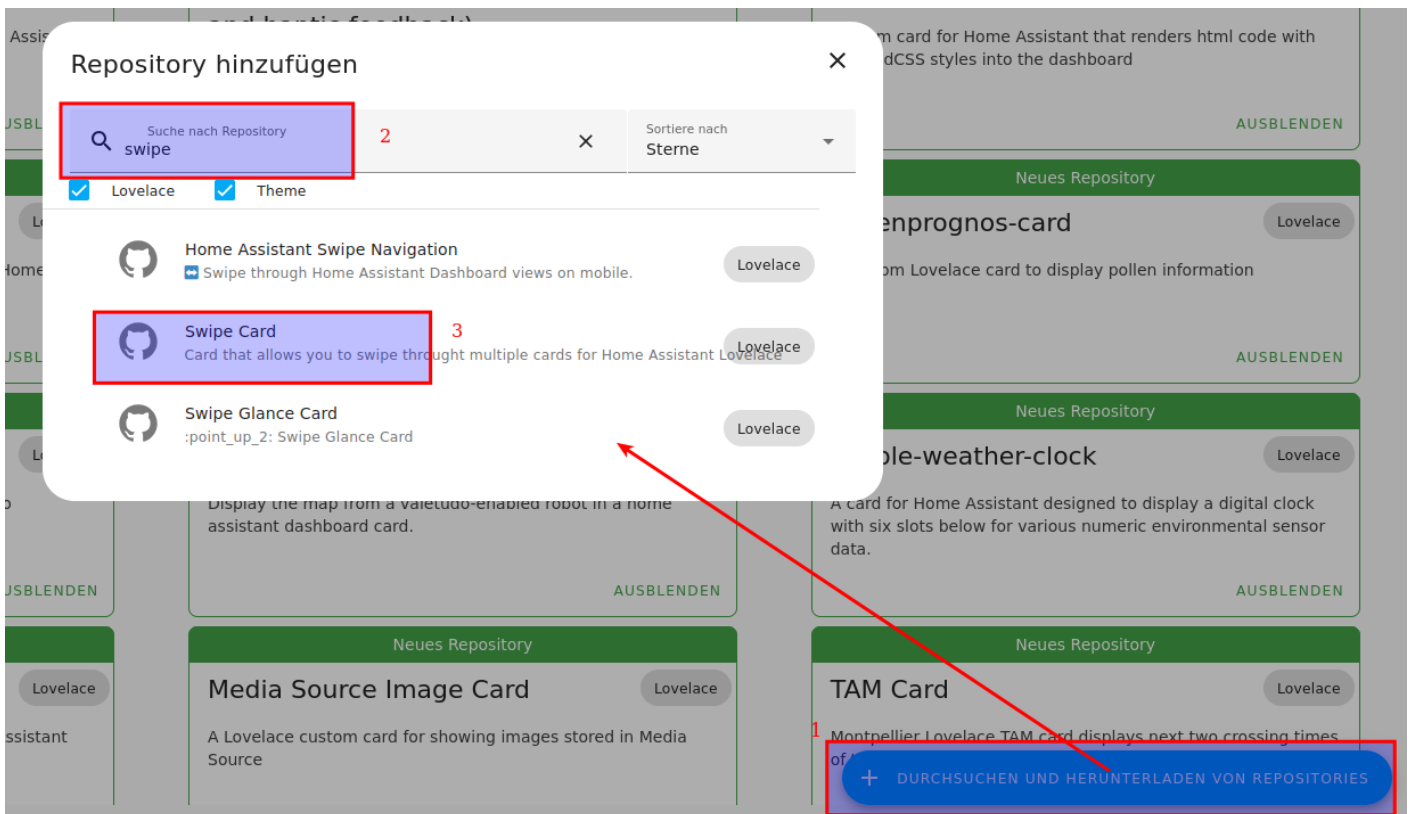 Repository hinzufügen
Suche nach Repository
swipe
2
Sortiere nach
Sterne
Lovelace
Theme
Home Assistant Swipe Navigation
Swipe through Home Assistant Dashboard views on mobile.
Lovelace
Swipe Card
3
Card that allows you to swipe throught multiple cards for Home Assistant Lovelace
Lovelace
Swipe Glance Card
:point_up_2: Swipe Glance Card
Lovelace
card for Home Assistant that renders html code with
dCSS styles into the dashboard
AUSBLENDEN
Neues Repository
enprognos-card
Lovelace
om Lovelace card to display pollen information
AUSBLENDEN
Neues Repository
ple-weather-clock
Lovelace
A card for Home Assistant designed to display a digital clock
with six slots below for various numeric environmental sensor
data.
AUSBLENDEN
Display the map from a valetudo-enabled robot in a home
assistant dashboard card.
AUSBLENDEN
USBLENDEN
Lovelace
ssistant
Neues Repository
Media Source Image Card
Lovelace
A Lovelace custom card for showing images stored in Media
Source
Neues Repository
TAM Card
Lovelace
1
Montpellier Lovelace TAM card displays next two crossing times
of
+ DURCHSUCHEN UND HERUNTERLADEN VON REPOSITORIES